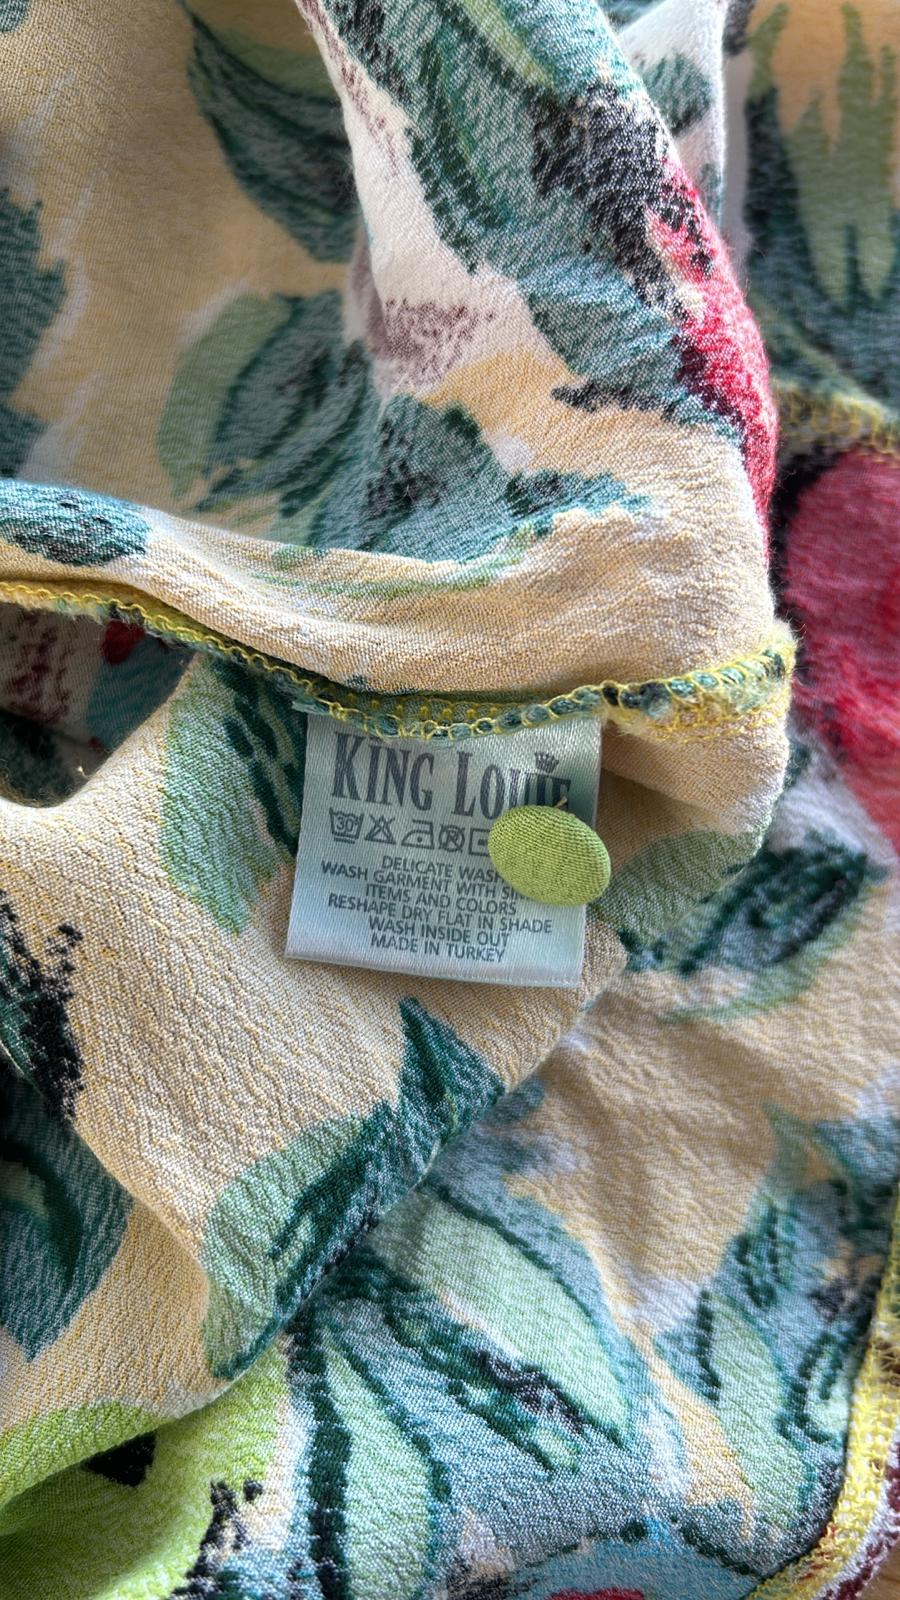 KING LOUIE
30
DELICATE WASH
WASH GARMENT WITH
ITEMS AND COLORS
RESHAPE DRY FLAT IN SHADE
WASH INSIDE OUT
MADE IN TURKEY